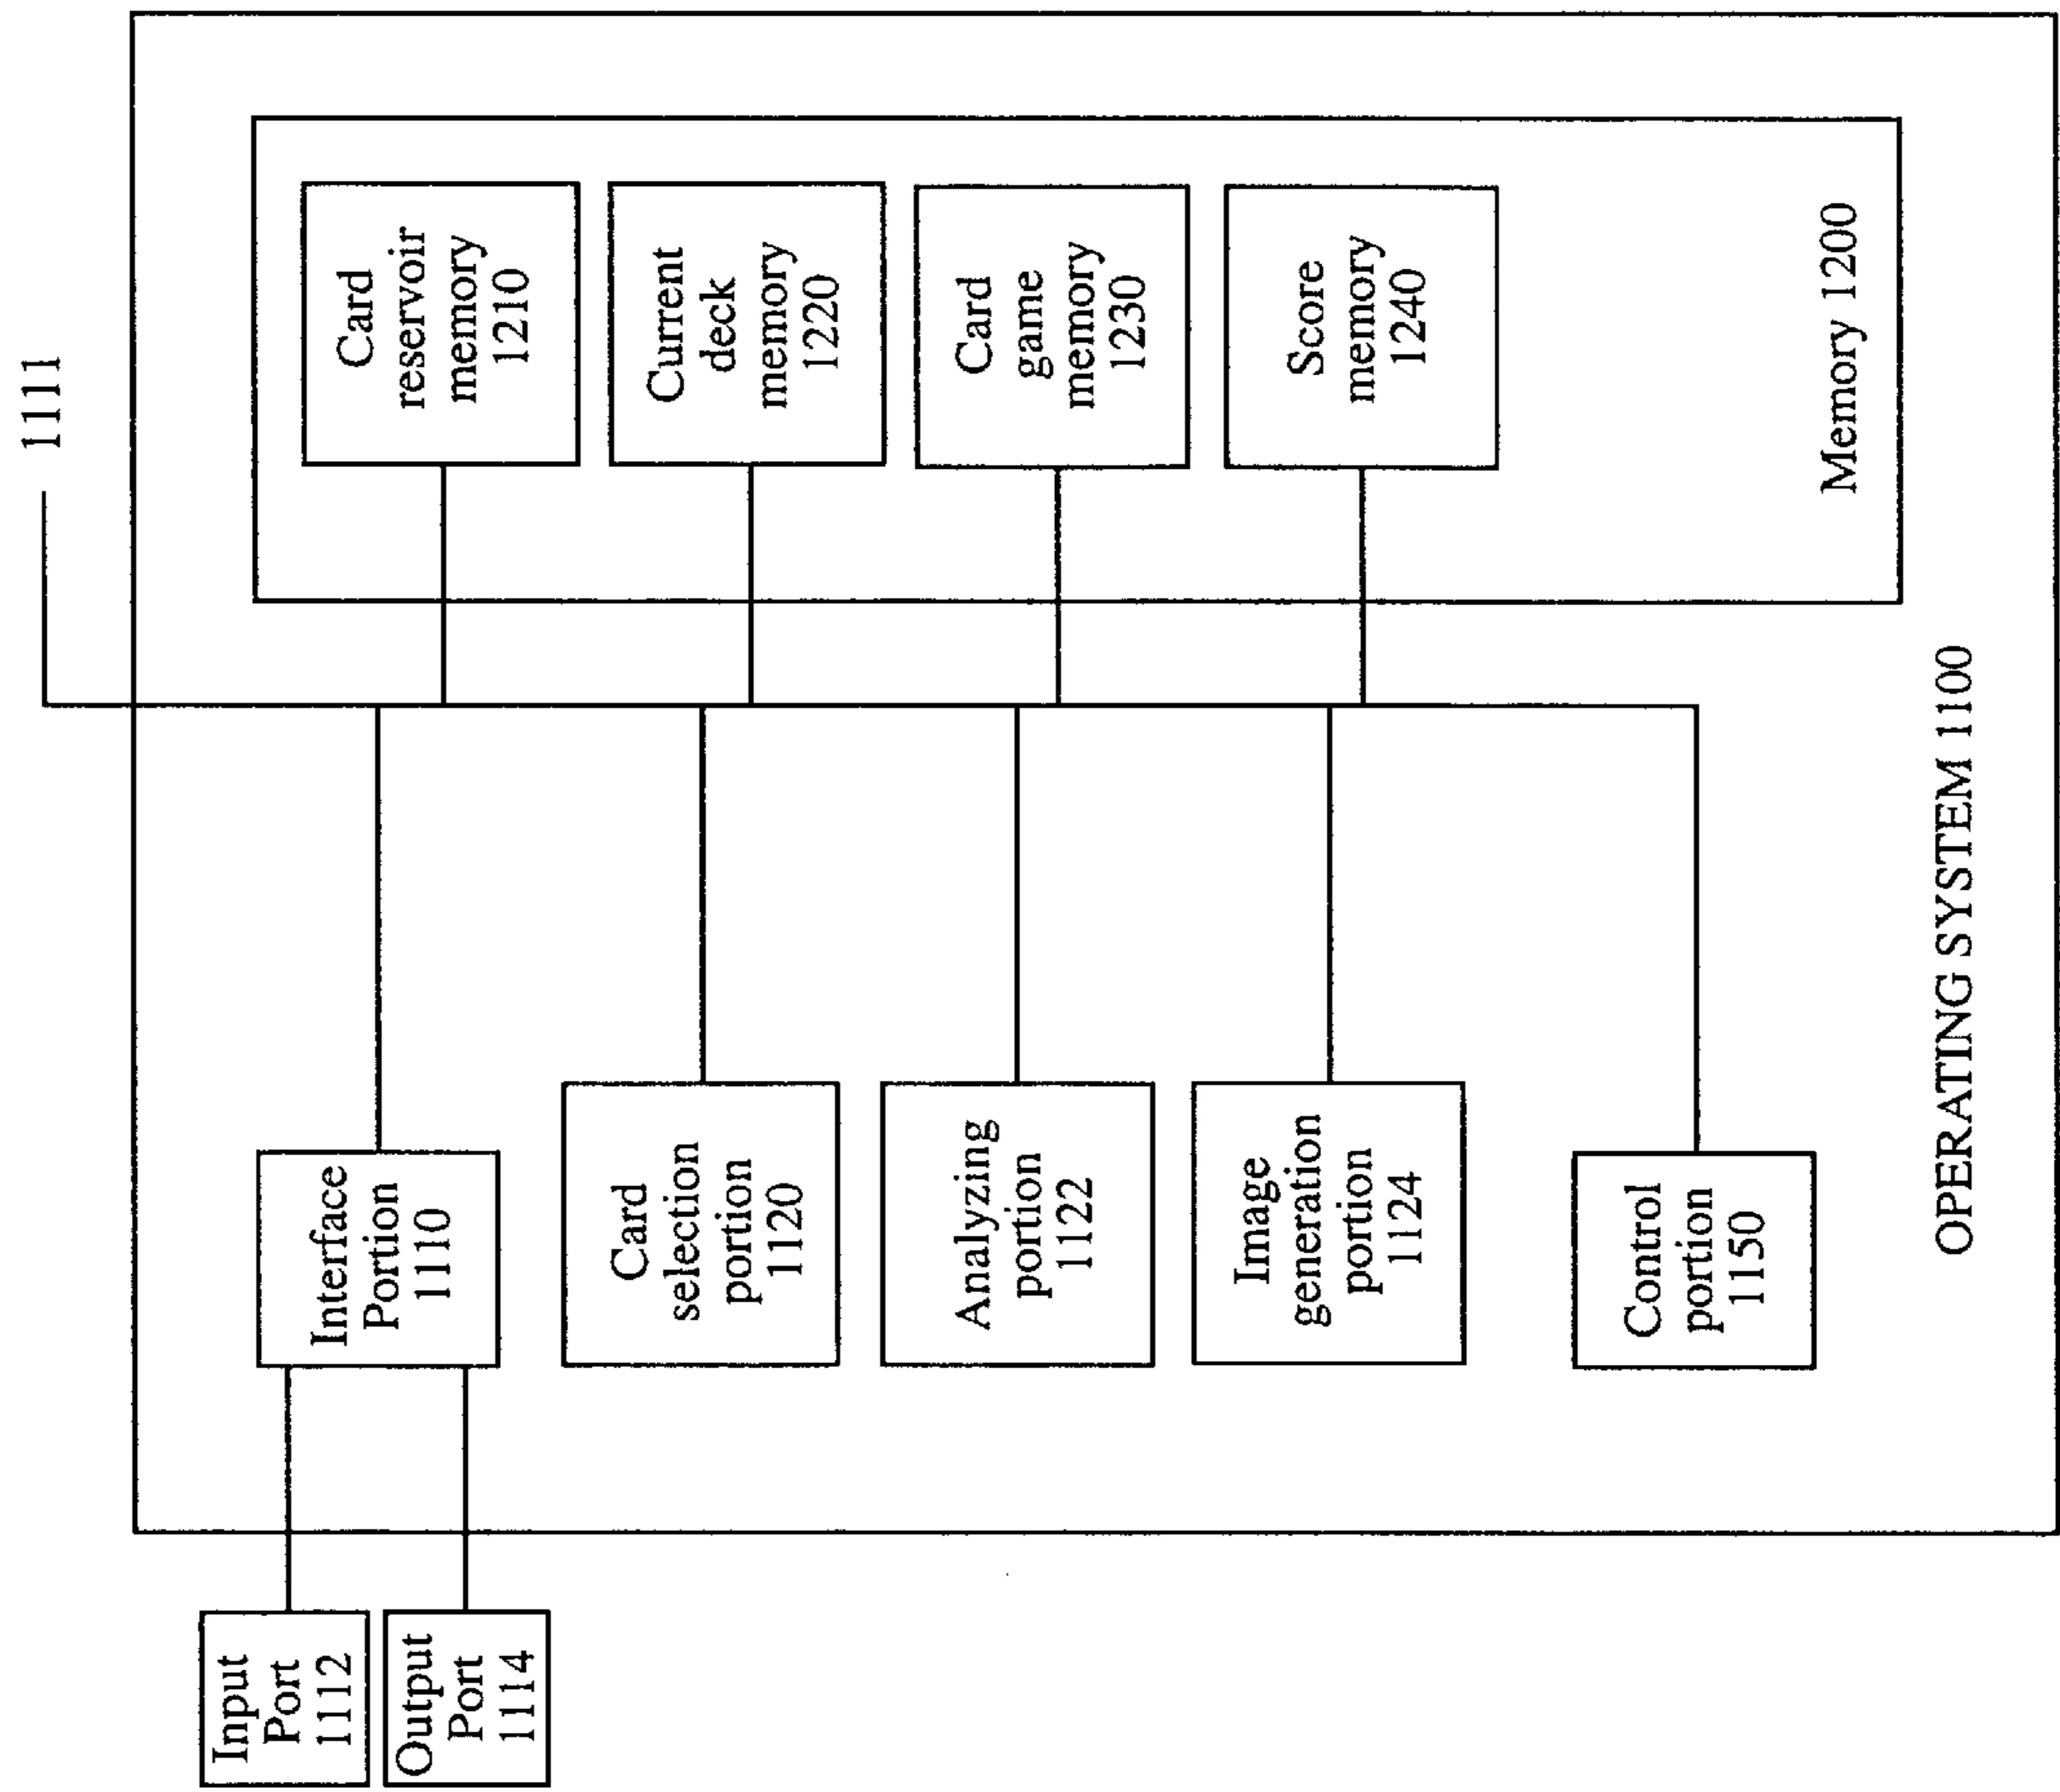 1111
Input
Port
1112
Output
Port
1114
Interface
Portion
1110
Card
selection
portion
1120
Analyzing
portion
1122
Image
generation
portion
1124
Control
portion
1150
Card
reservoir
memory
1210
Current
deck
memory
1220
Card
game
memory
1230
Score
memory
1240
Memory 1200
OPERATING SYSTEM 1100